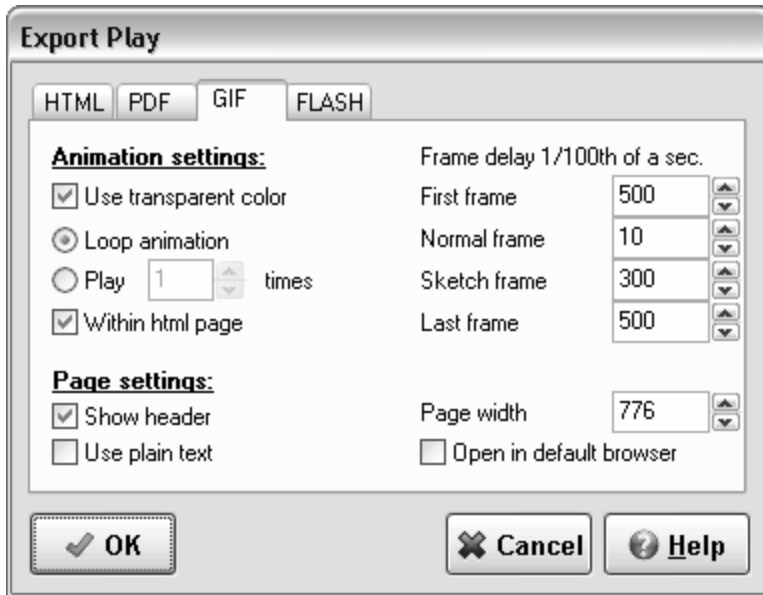 Export Play
HTML PDF GIF FLASH
Animation settings: Frame delay 1/100th of a sec.
Use transparent color First frame 500
Loop animation Normal frame 10
Play 1 times Sketch frame 300
Within html page Last frame 500
Page settings:
Show header Page width 776
Use plain text Open in default browser
OK Cancel Help